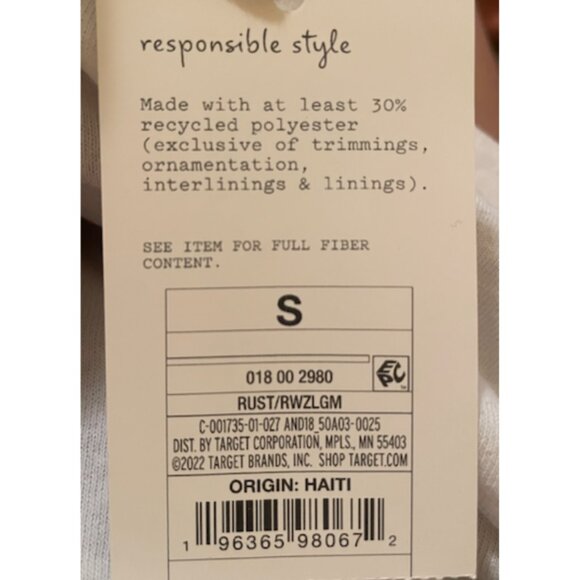 responsible style
Made with at least 30%
recycled polyester
(exclusive of trimmings,
ornamentation,
interlinings & linings).
SEE ITEM FOR FULL FIBER
CONTENT.
S
018 00 2980
EPC
RUST/RWZLGM
C-001735-01-027 AND18_50A03-0025
DIST. BY TARGET CORPORATION, MPLS., MN 55403
©2022 TARGET BRANDS, INC. SHOP TARGET.COM
ORIGIN: HAITI
1 96365 98067 2